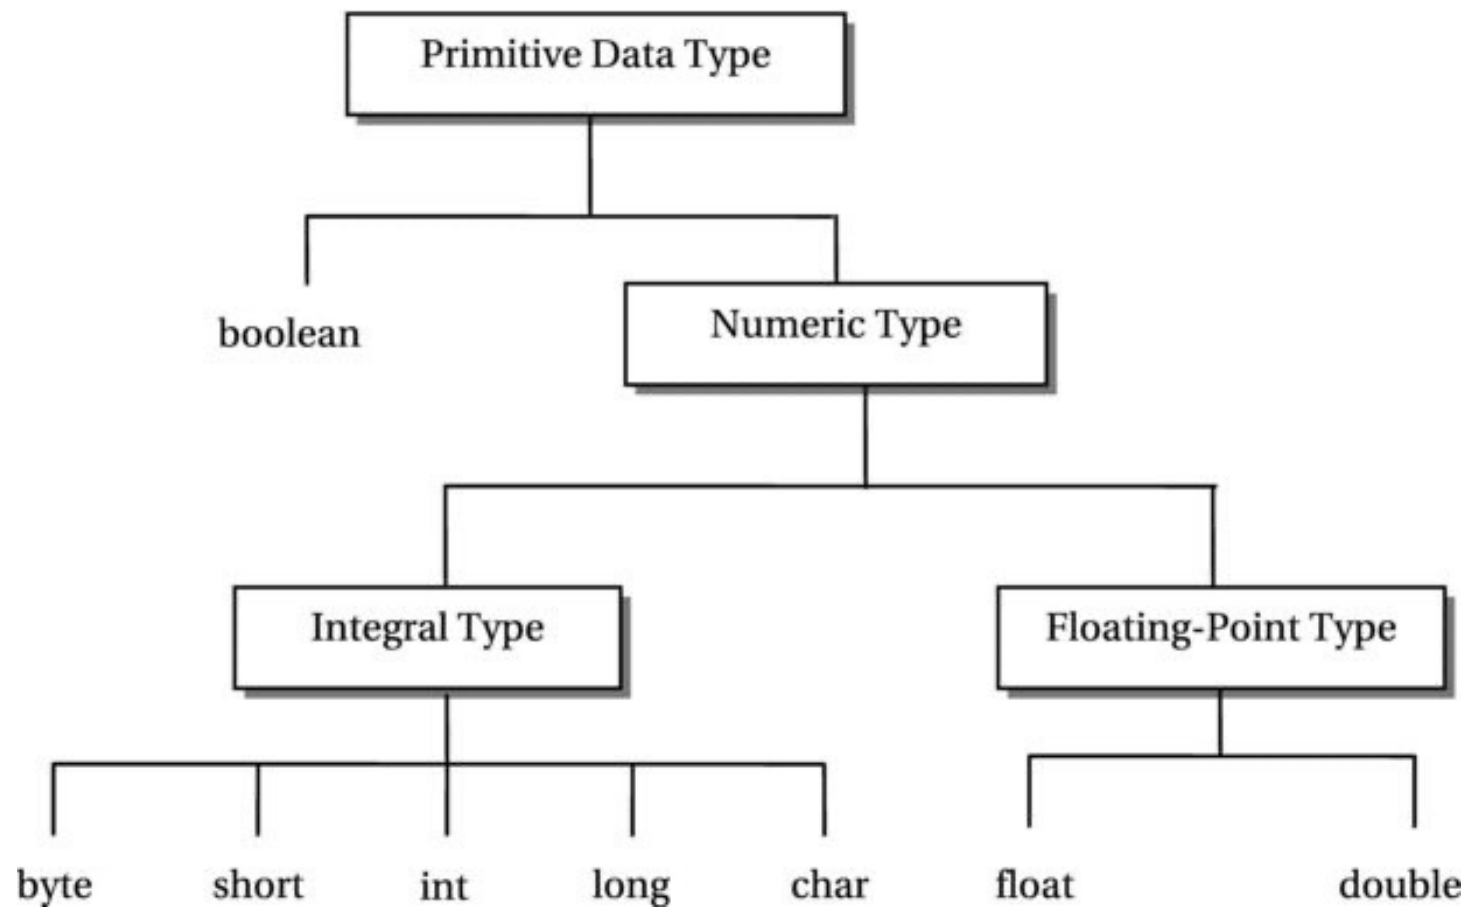 Primitive Data Type
boolean
Numeric Type
Integral Type
Floating-Point Type
byte
short
int
long
char
float
double